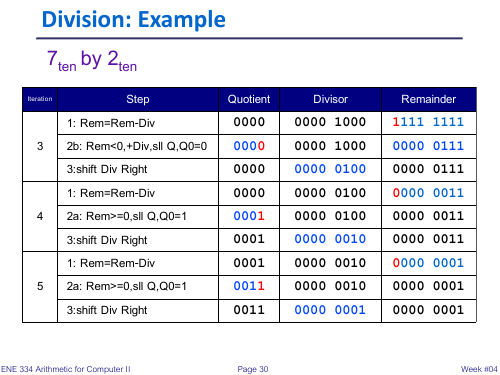 Division: Example
7ten by 2ten
Iteration Step Quotient Divisor Remainder
3 1: Rem=Rem-Div 0000 0000 1000 1111 1111
2b: Rem<0,+Div,sll Q,Q0=0 0000 0000 1000 0000 0111
3:shift Div Right 0000 0000 0100 0000 0111
4 1: Rem=Rem-Div 0000 0000 0100 0000 0011
2a: Rem>=0,sll Q,Q0=1 0001 0000 0100 0000 0011
3:shift Div Right 0001 0000 0010 0000 0011
5 1: Rem=Rem-Div 0001 0000 0010 0000 0001
2a: Rem>=0,sll Q,Q0=1 0011 0000 0010 0000 0001
3:shift Div Right 0011 0000 0001 0000 0001
ENE 334 Arithmetic for Computer II Page 30 Week #04